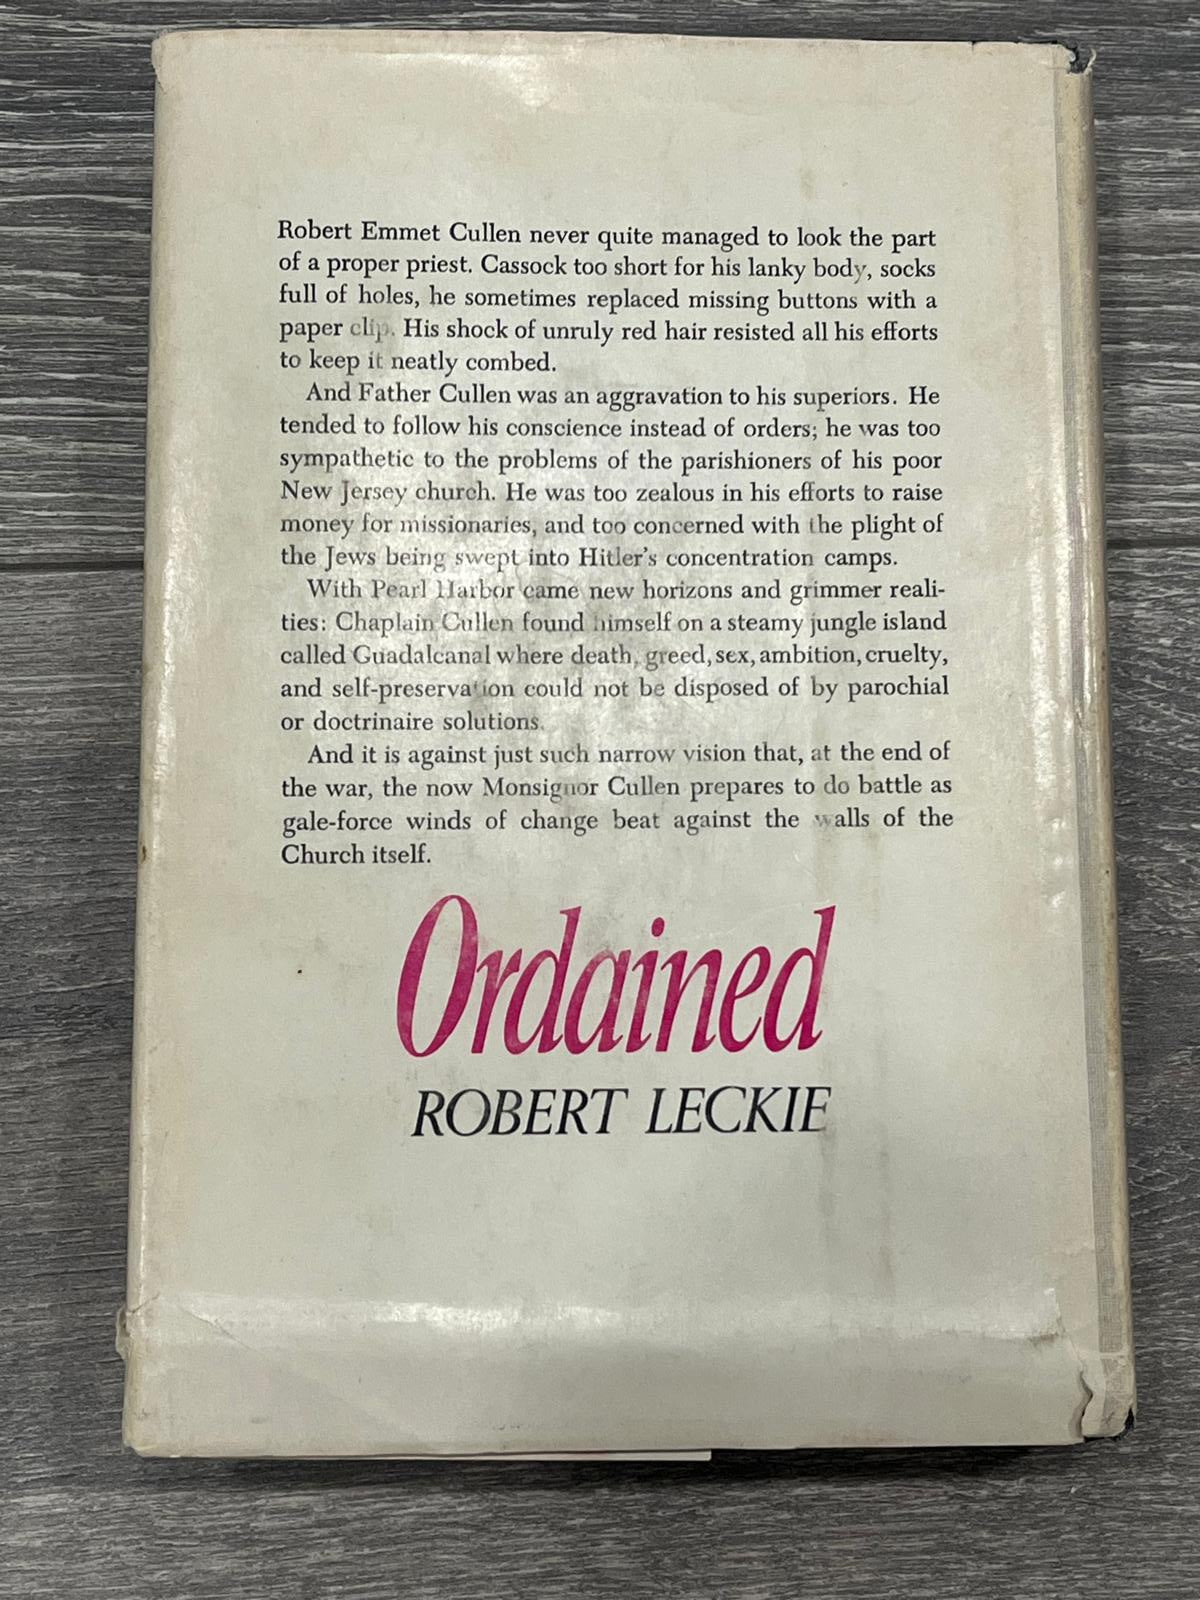 Robert Emmet Cullen never quite managed to look the part
of a proper priest. Cassock too short for his lanky body, socks
full of holes, he sometimes replaced missing buttons with a
paper clip. His shock of unruly red hair resisted all his efforts
to keep it neatly combed.
And Father Cullen was an aggravation to his superiors. He
tended to follow his conscience instead of orders; he was too
sympathetic to the problems of the parishioners of his poor
New Jersey church. He was too zealous in his efforts to raise
money for missionaries, and too concerned with the plight of
the Jews being swept into Hitler's concentration camps.
With Pearl Harbor came new horizons and grimmer reali-
ties: Chaplain Cullen found himself on a steamy jungle island
called Guadalcanal where death, greed, sex, ambition, cruelty,
and self-preservation could not be disposed of by parochial
or doctrinaire solutions.
And it is against just such narrow vision that, at the end of
the war, the now Monsignor Cullen prepares to do battle as
gale-force winds of change beat against the walls of the
Church itself.
Ordained
ROBERT LECKIE